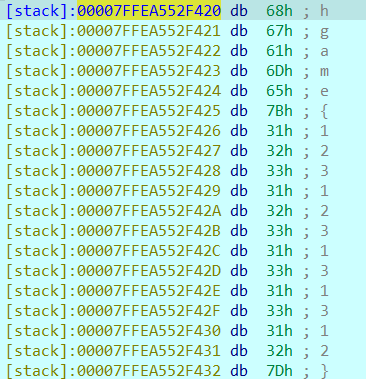 [stack]:00007FFEA552F420 db 68h ; h
[stack]:00007FFEA552F421 db 67h ; g
[stack]:00007FFEA552F422 db 61h ; a
[stack]:00007FFEA552F423 db 6Dh ; m
[stack]:00007FFEA552F424 db 65h ; e
[stack]:00007FFEA552F425 db 7Bh ; {
[stack]:00007FFEA552F426 db 31h ; 1
[stack]:00007FFEA552F427 db 32h ; 2
[stack]:00007FFEA552F428 db 33h ; 3
[stack]:00007FFEA552F429 db 31h ; 1
[stack]:00007FFEA552F42A db 32h ; 2
[stack]:00007FFEA552F42B db 33h ; 3
[stack]:00007FFEA552F42C db 31h ; 1
[stack]:00007FFEA552F42D db 33h ; 3
[stack]:00007FFEA552F42E db 31h ; 1
[stack]:00007FFEA552F42F db 33h ; 3
[stack]:00007FFEA552F430 db 31h ; 1
[stack]:00007FFEA552F431 db 32h ; 2
[stack]:00007FFEA552F432 db 7Dh ; }